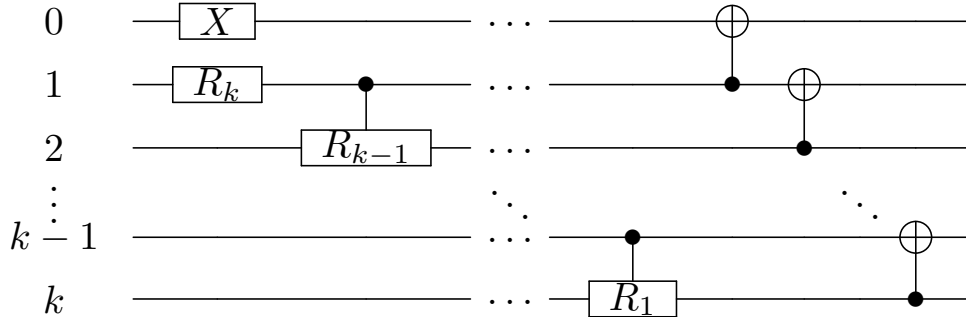 0 X ...
1 R_k ...
2 R_{k-1} ...
⋮ ⋱ ⋱
k − 1 ...
k ... R_1